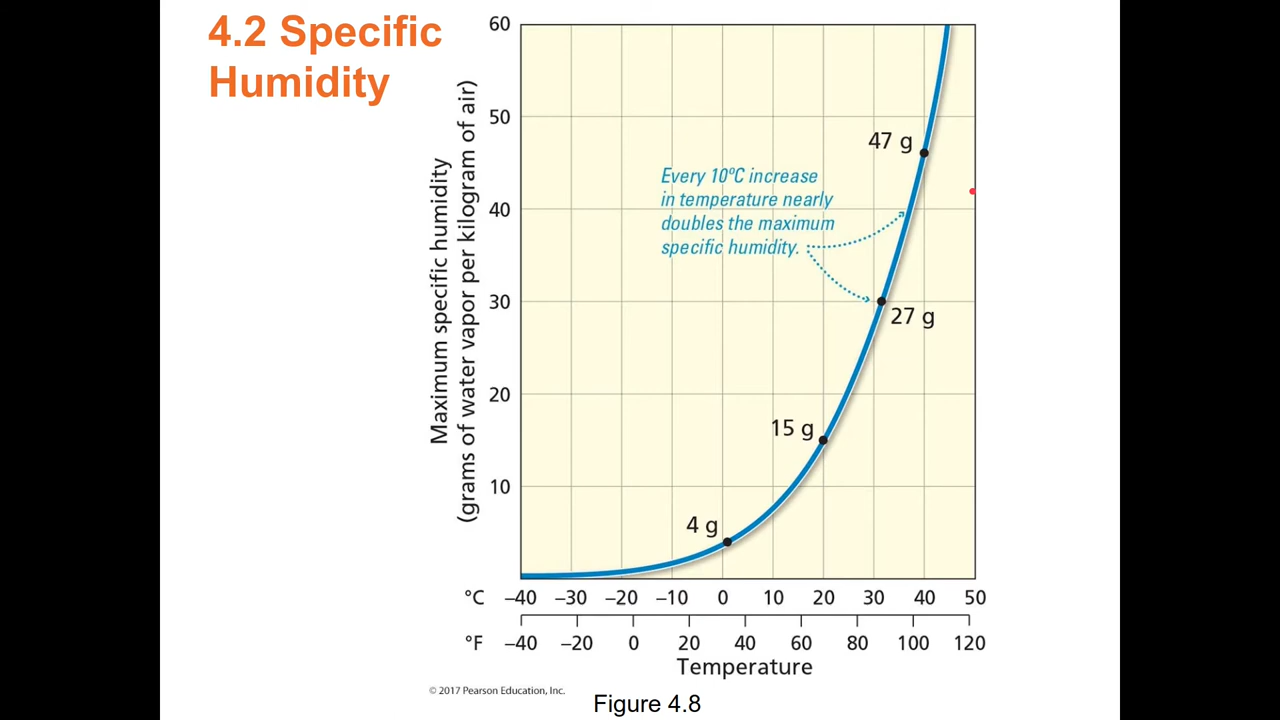 4.2 Specific
Humidity
Maximum specific humidity
(grams of water vapor per kilogram of air)
60
50
40
30
20
10
47 g
Every 10ºC increase
in temperature nearly
doubles the maximum
specific humidity.
27 g
15 g
4 g
°C −40 −30 −20 −10 0 10 20 30 40 50
°F −40 −20 0 20 40 60 80 100 120
Temperature
© 2017 Pearson Education, Inc.
Figure 4.8